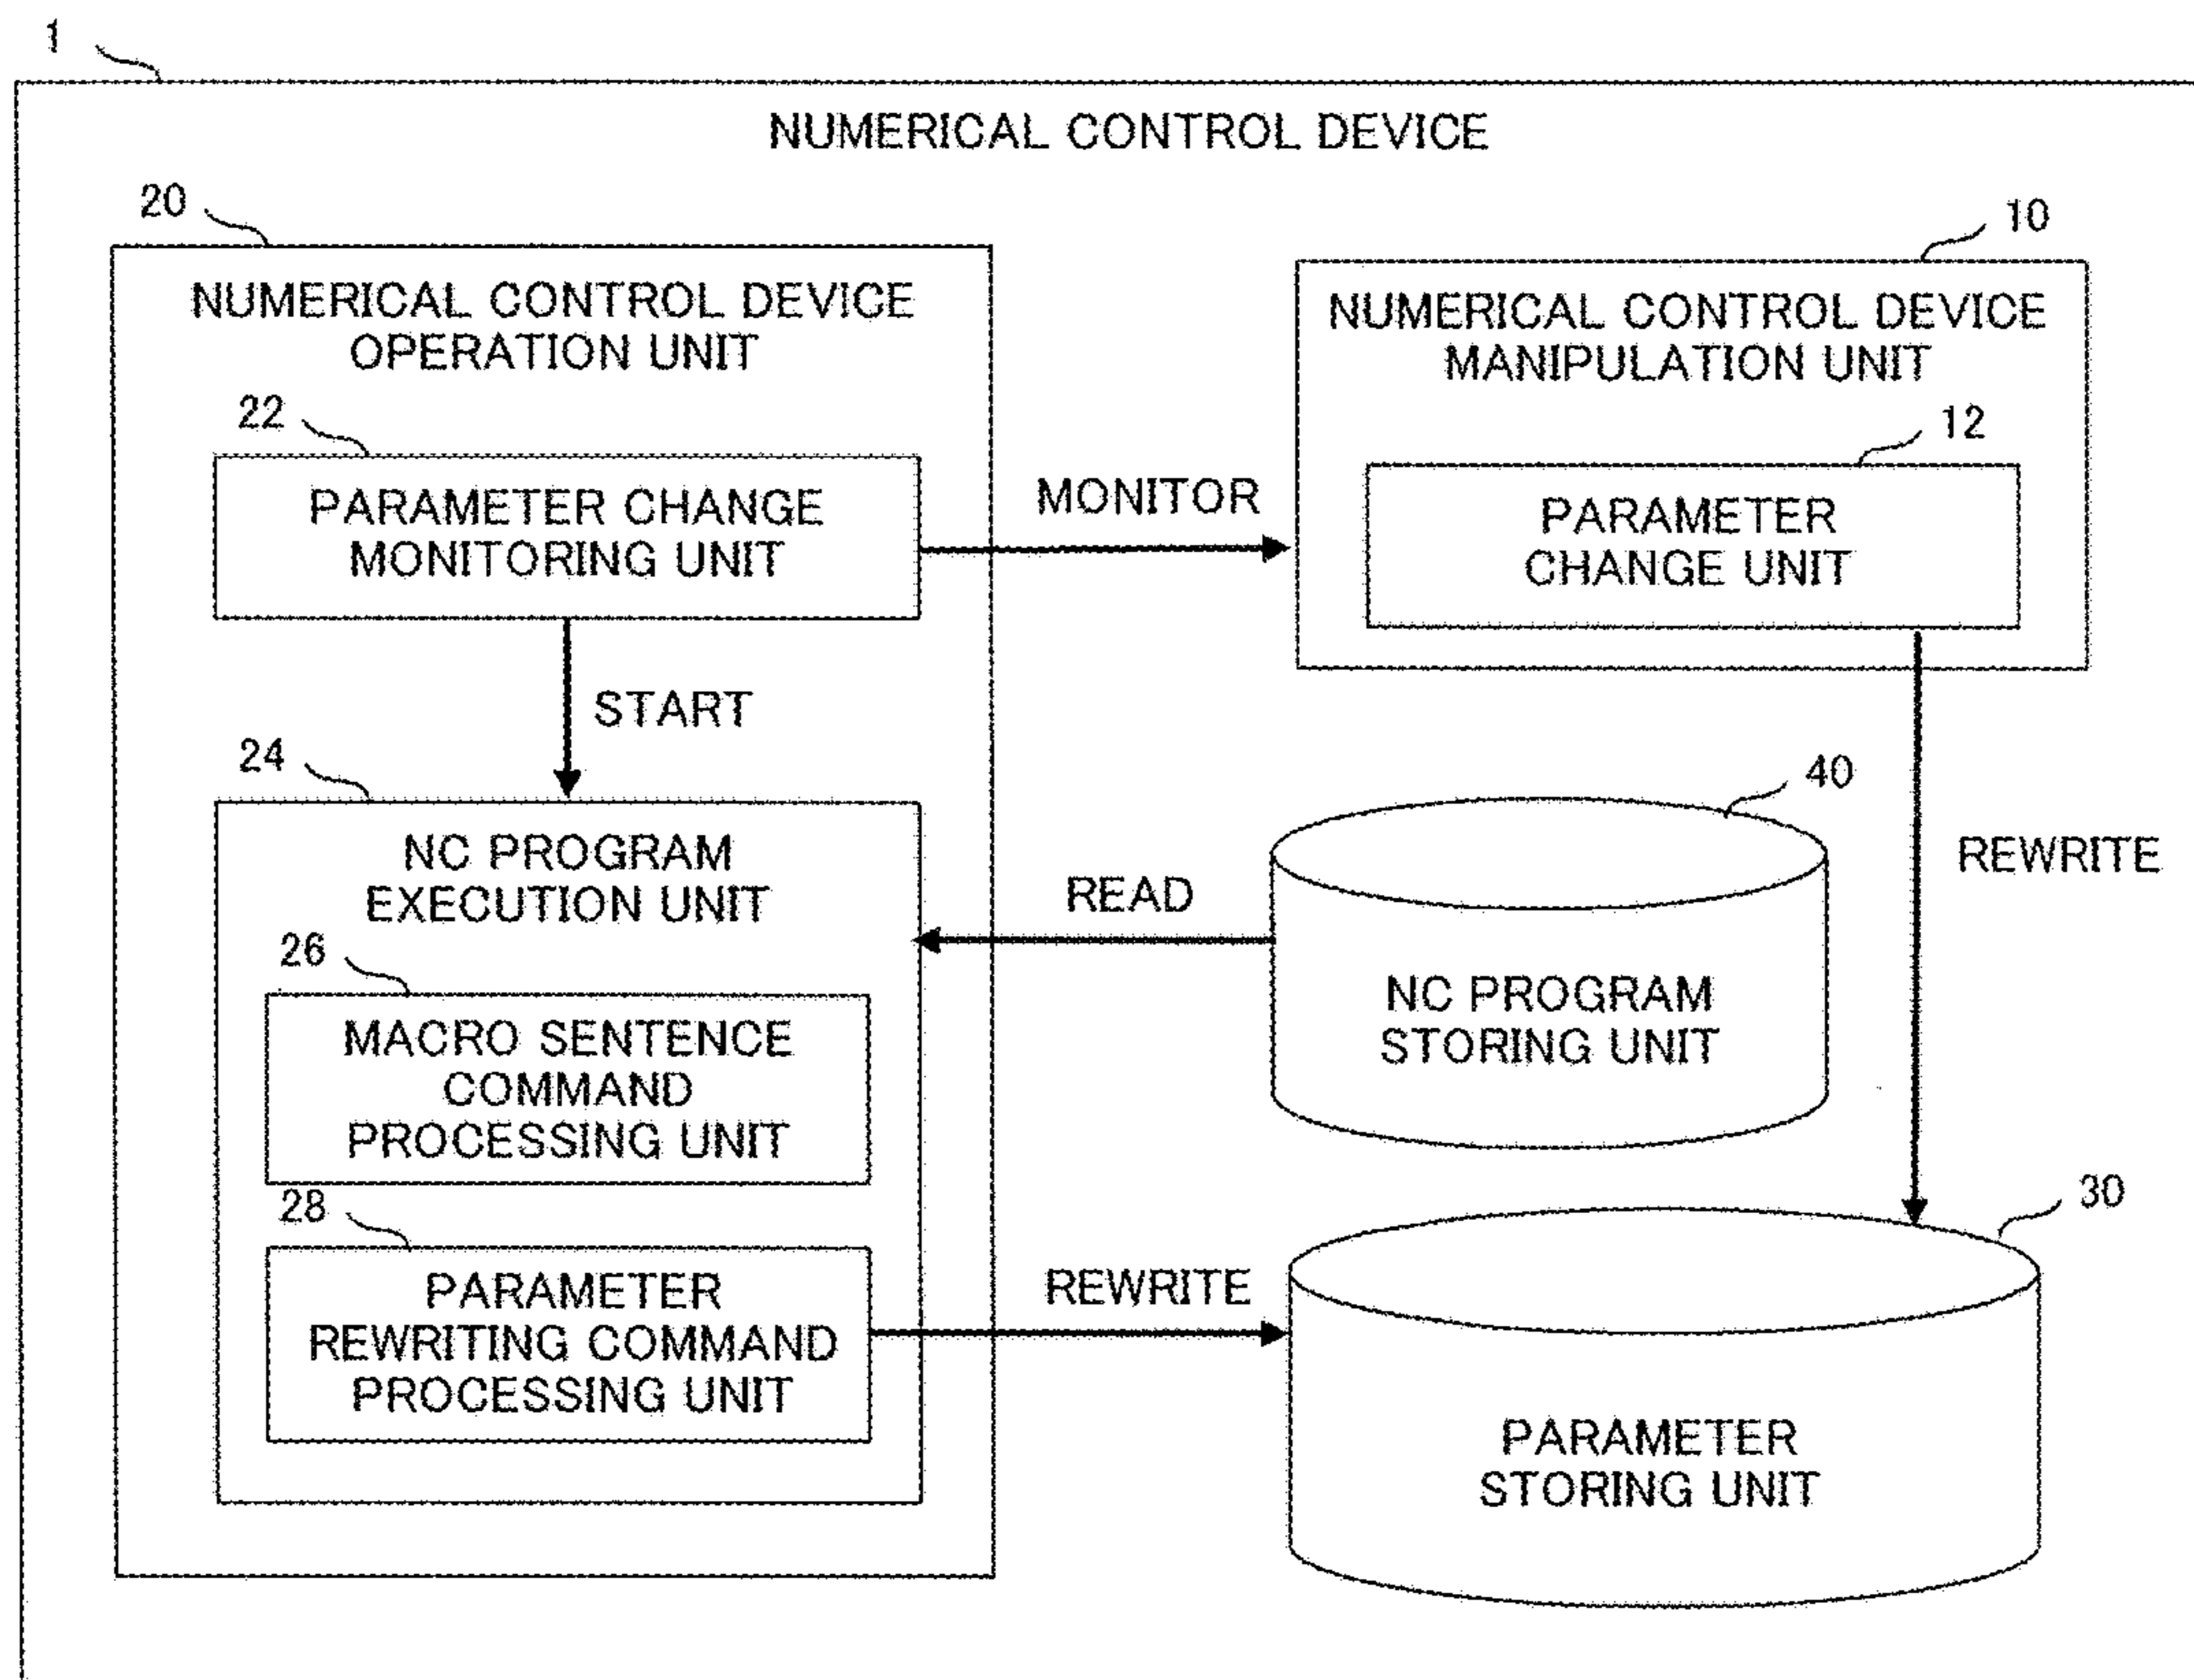 1
NUMERICAL CONTROL DEVICE
20
NUMERICAL CONTROL DEVICE
OPERATION UNIT
22
PARAMETER CHANGE
MONITORING UNIT
MONITOR
10
NUMERICAL CONTROL DEVICE
MANIPULATION UNIT
12
PARAMETER
CHANGE UNIT
START
24
NC PROGRAM
EXECUTION UNIT
READ
40
NC PROGRAM
STORING UNIT
REWRITE
26
MACRO SENTENCE
COMMAND
PROCESSING UNIT
28
PARAMETER
REWRITING COMMAND
PROCESSING UNIT
REWRITE
30
PARAMETER
STORING UNIT